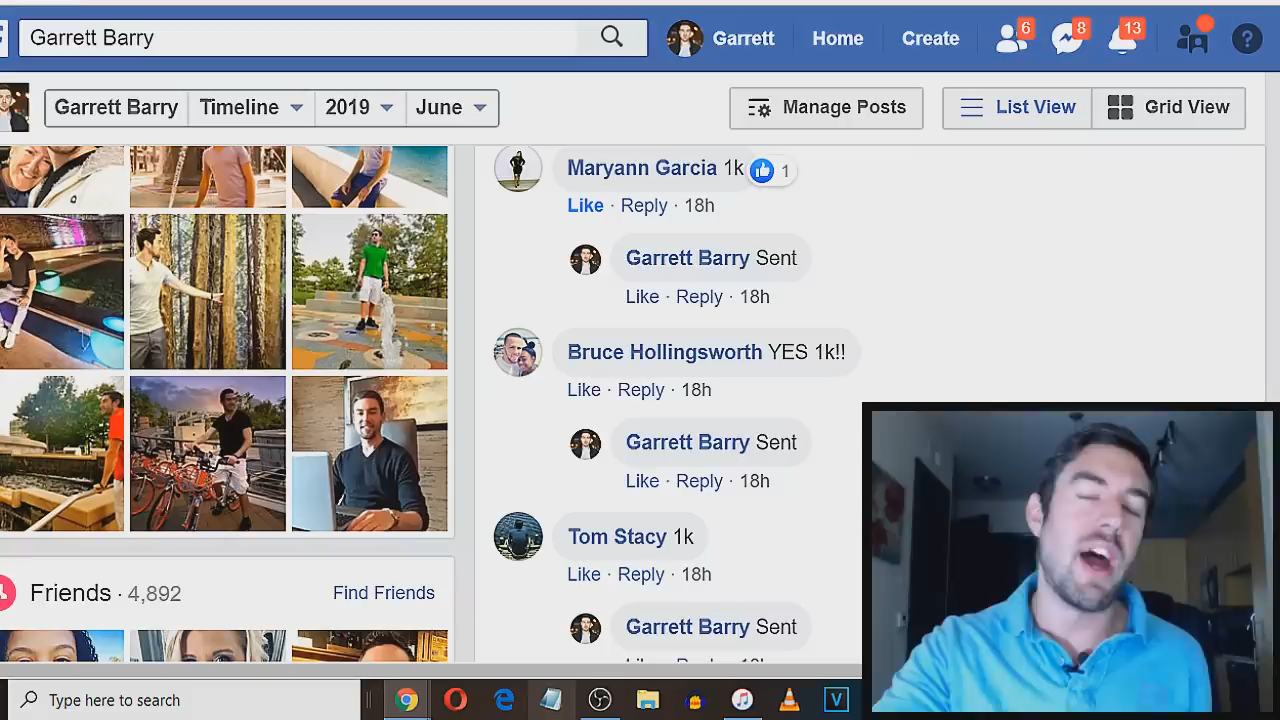 Garrett Barry
Garrett
Home
Create
6
8
13
Garrett Barry
Timeline
2019
June
Manage Posts
List View
Grid View
Maryann Garcia 1k
1
Like · Reply · 18h
Garrett Barry Sent
Like · Reply · 18h
Bruce Hollingsworth YES 1k!!
Like · Reply · 18h
Garrett Barry Sent
Like · Reply · 18h
Tom Stacy 1k
Like · Reply · 18h
Garrett Barry Sent
Friends · 4,892
Find Friends
Type here to search